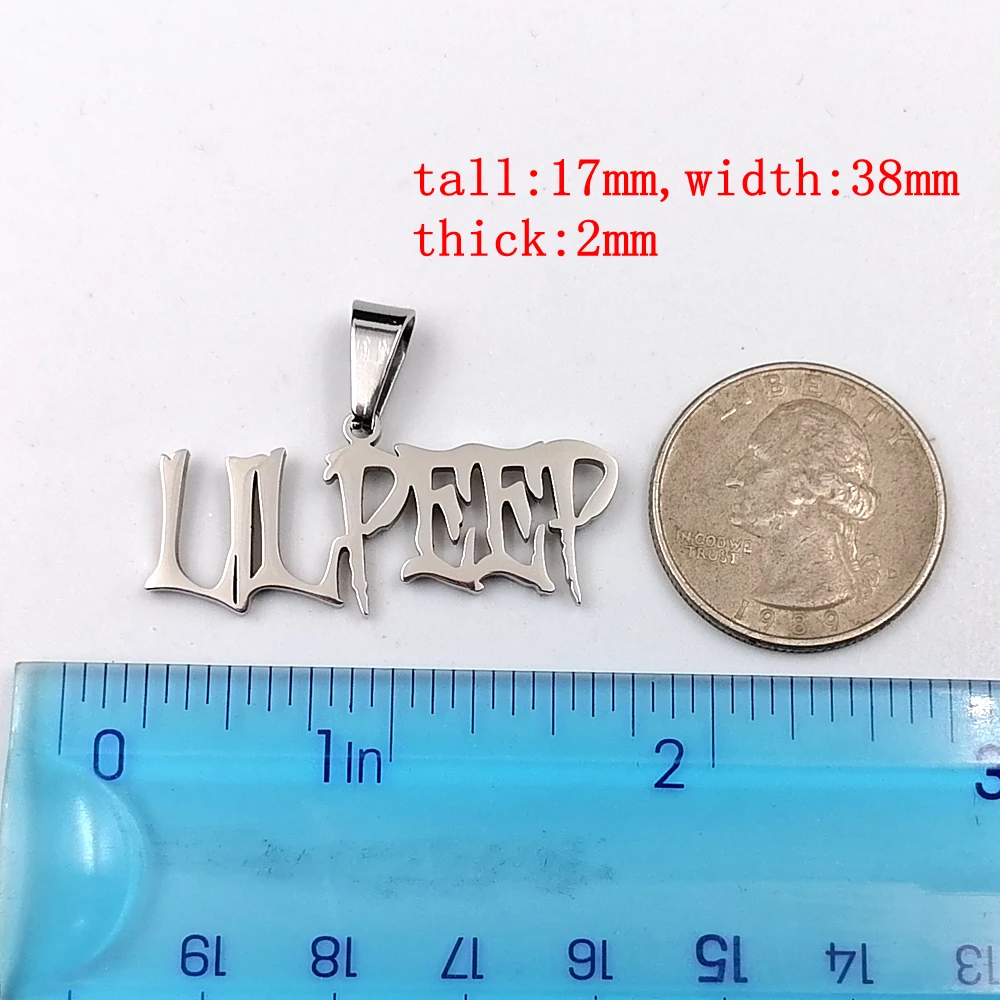 tall:17mm,width:38mm
thick:2mm
LILPEEP
LIBERTY
IN GOD WE
TRUST
1989
0 1In 2 3
19 18 17 16 15 14 13